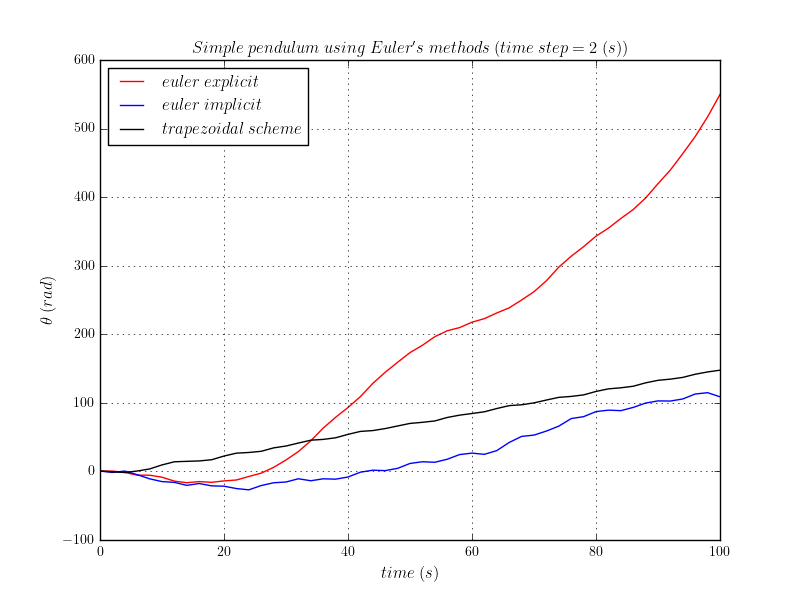 Simple pendulum using Euler's methods (time step = 2 (s))
euler explicit
euler implicit
trapezoidal scheme
600
500
400
300
200
100
0
−100
θ (rad)
0 20 40 60 80 100
time (s)